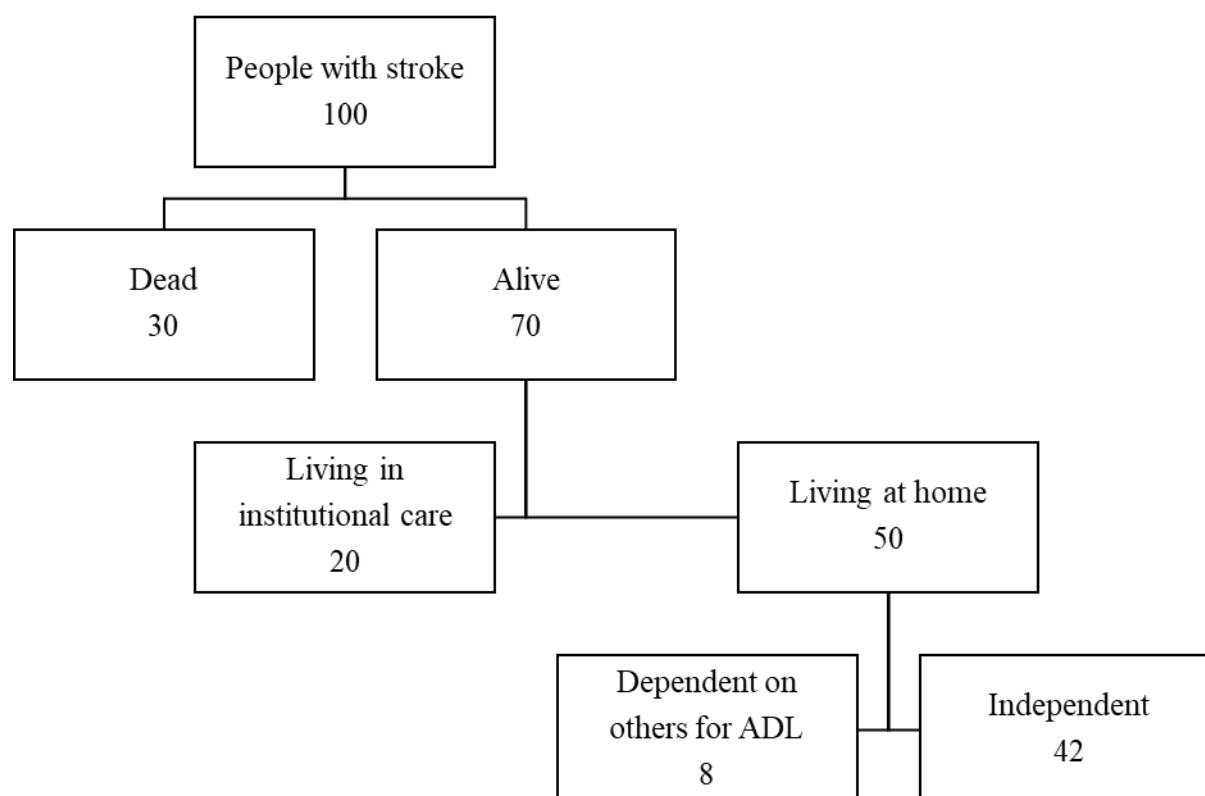 People with stroke
100
Dead
30
Alive
70
Living in
institutional care
20
Living at home
50
Dependent on
others for ADL
8
Independent
42